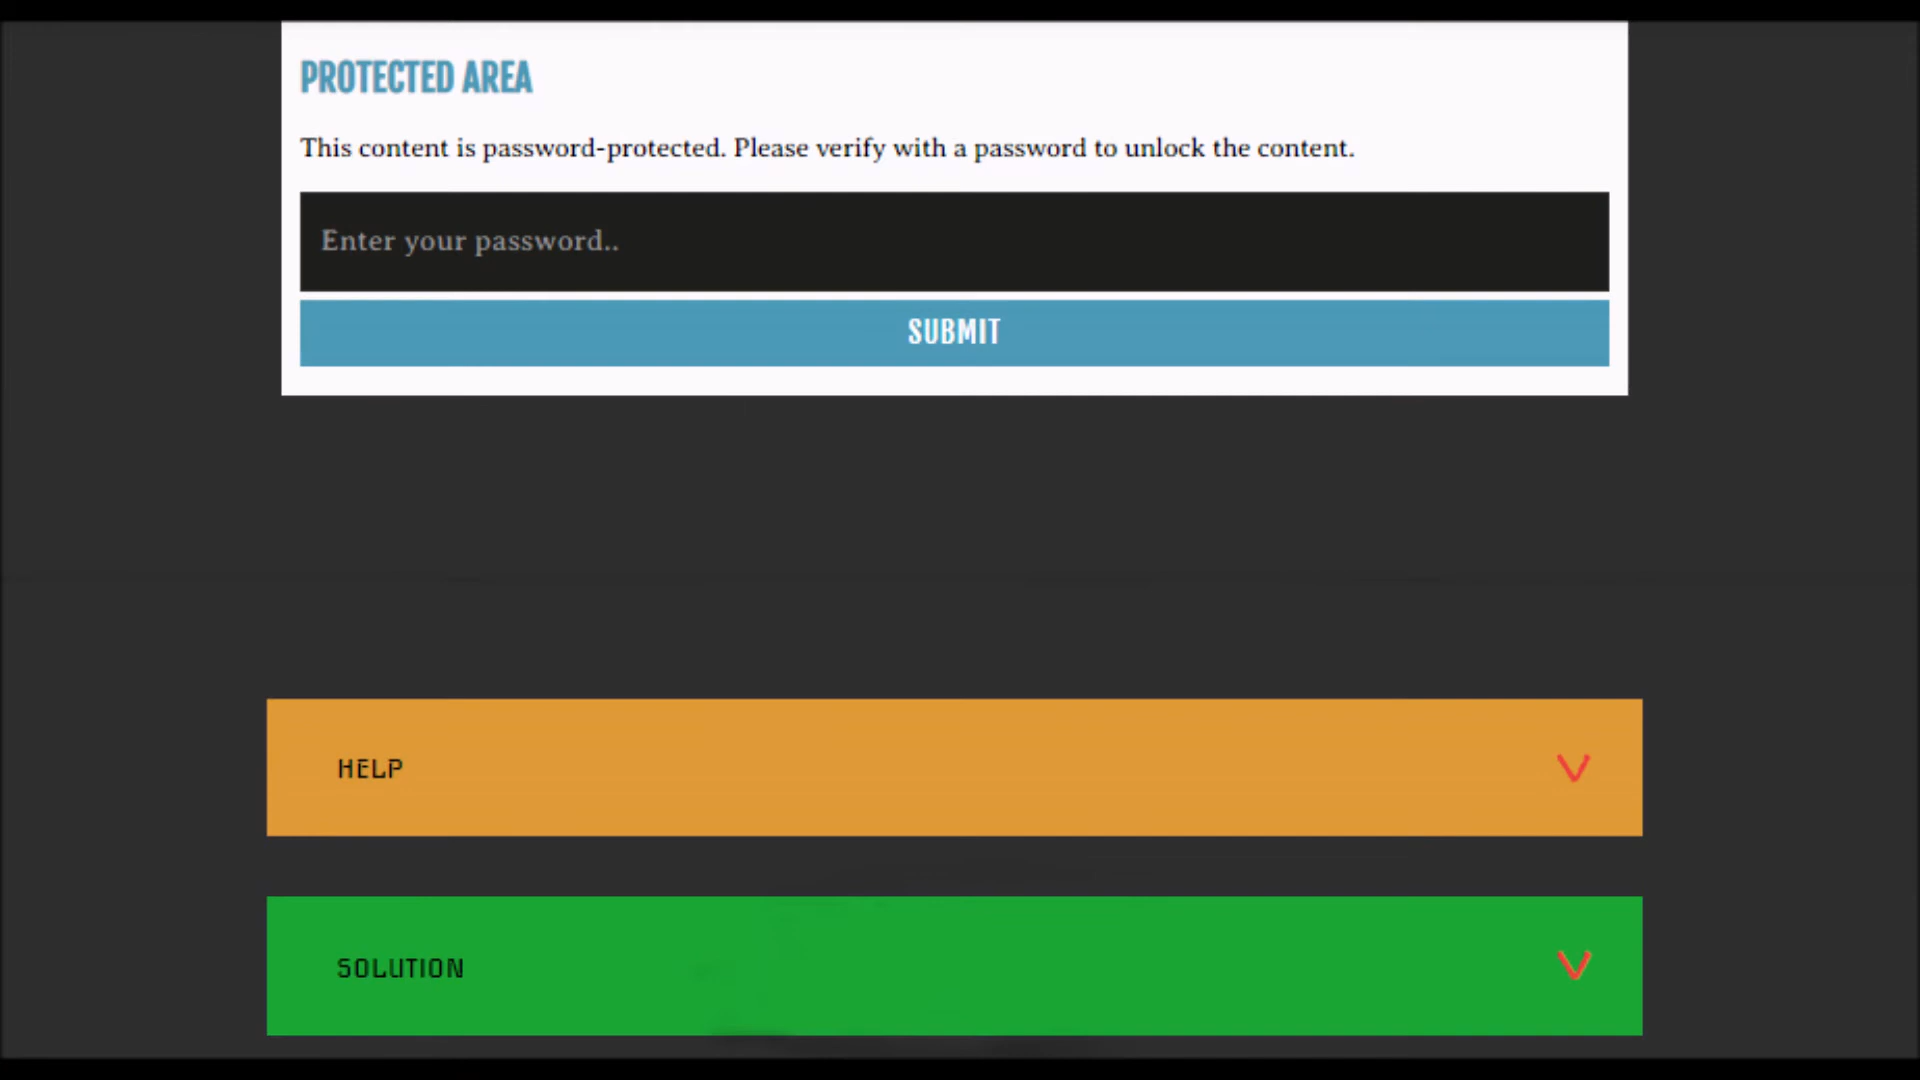 PROTECTED AREA
This content is password-protected. Please verify with a password to unlock the content.
Enter your password..
SUBMIT
HELP
SOLUTION